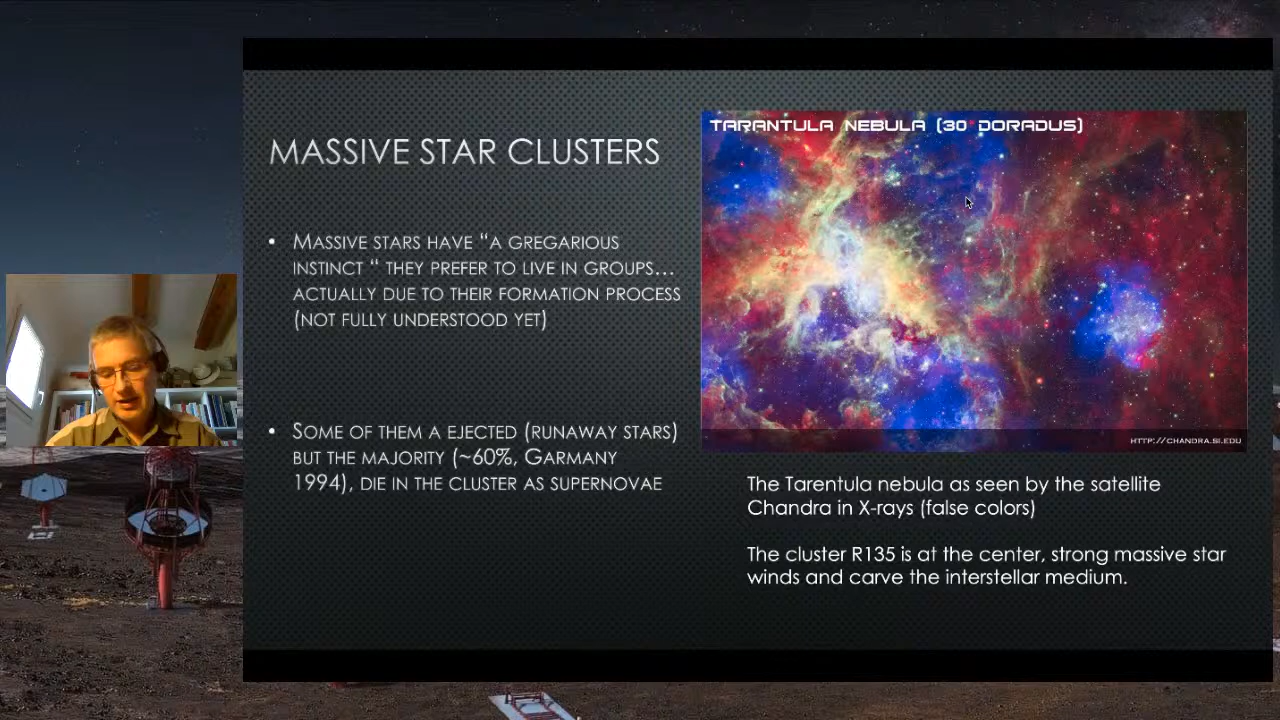 MASSIVE STAR CLUSTERS
• MASSIVE STARS HAVE “A GREGARIOUS
INSTINCT “ THEY PREFER TO LIVE IN GROUPS…
ACTUALLY DUE TO THEIR FORMATION PROCESS
(NOT FULLY UNDERSTOOD YET)
• SOME OF THEM A EJECTED (RUNAWAY STARS)
BUT THE MAJORITY (~60%, GARMANY
1994), DIE IN THE CLUSTER AS SUPERNOVAE
TARANTULA NEBULA (30 DORADUS)
HTTP://CHANDRA.SI.EDU
The Tarentula nebula as seen by the satellite
Chandra in X-rays (false colors)
The cluster R135 is at the center, strong massive star
winds and carve the interstellar medium.